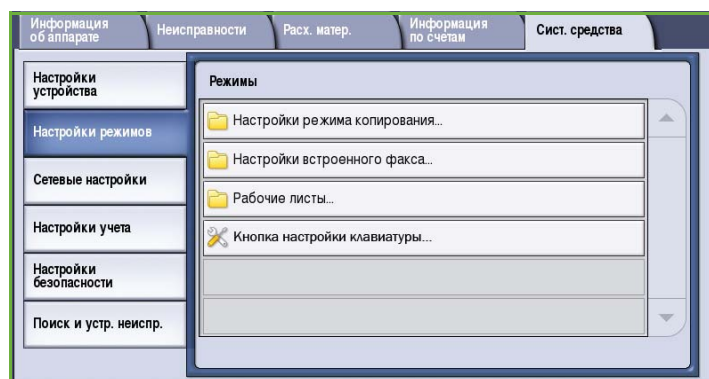 Информация
об аппарате
Неисправности
Расх. матер.
Информация
по счетам
Сист. средства
Настройки
устройства
Настройки режимов
Сетевые настройки
Настройки учета
Настройки
безопасности
Поиск и устр. неиспр.
Режимы
Настройки режима копирования...
Настройки встроенного факса...
Рабочие листы...
Кнопка настройки клавиатуры...